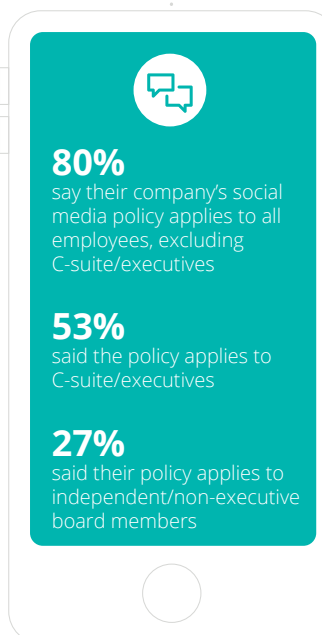 80%
say their company's social
media policy applies to all
employees, excluding
C-suite/executives
53%
said the policy applies to
C-suite/executives
27%
said their policy applies to
independent/non-executive
board members